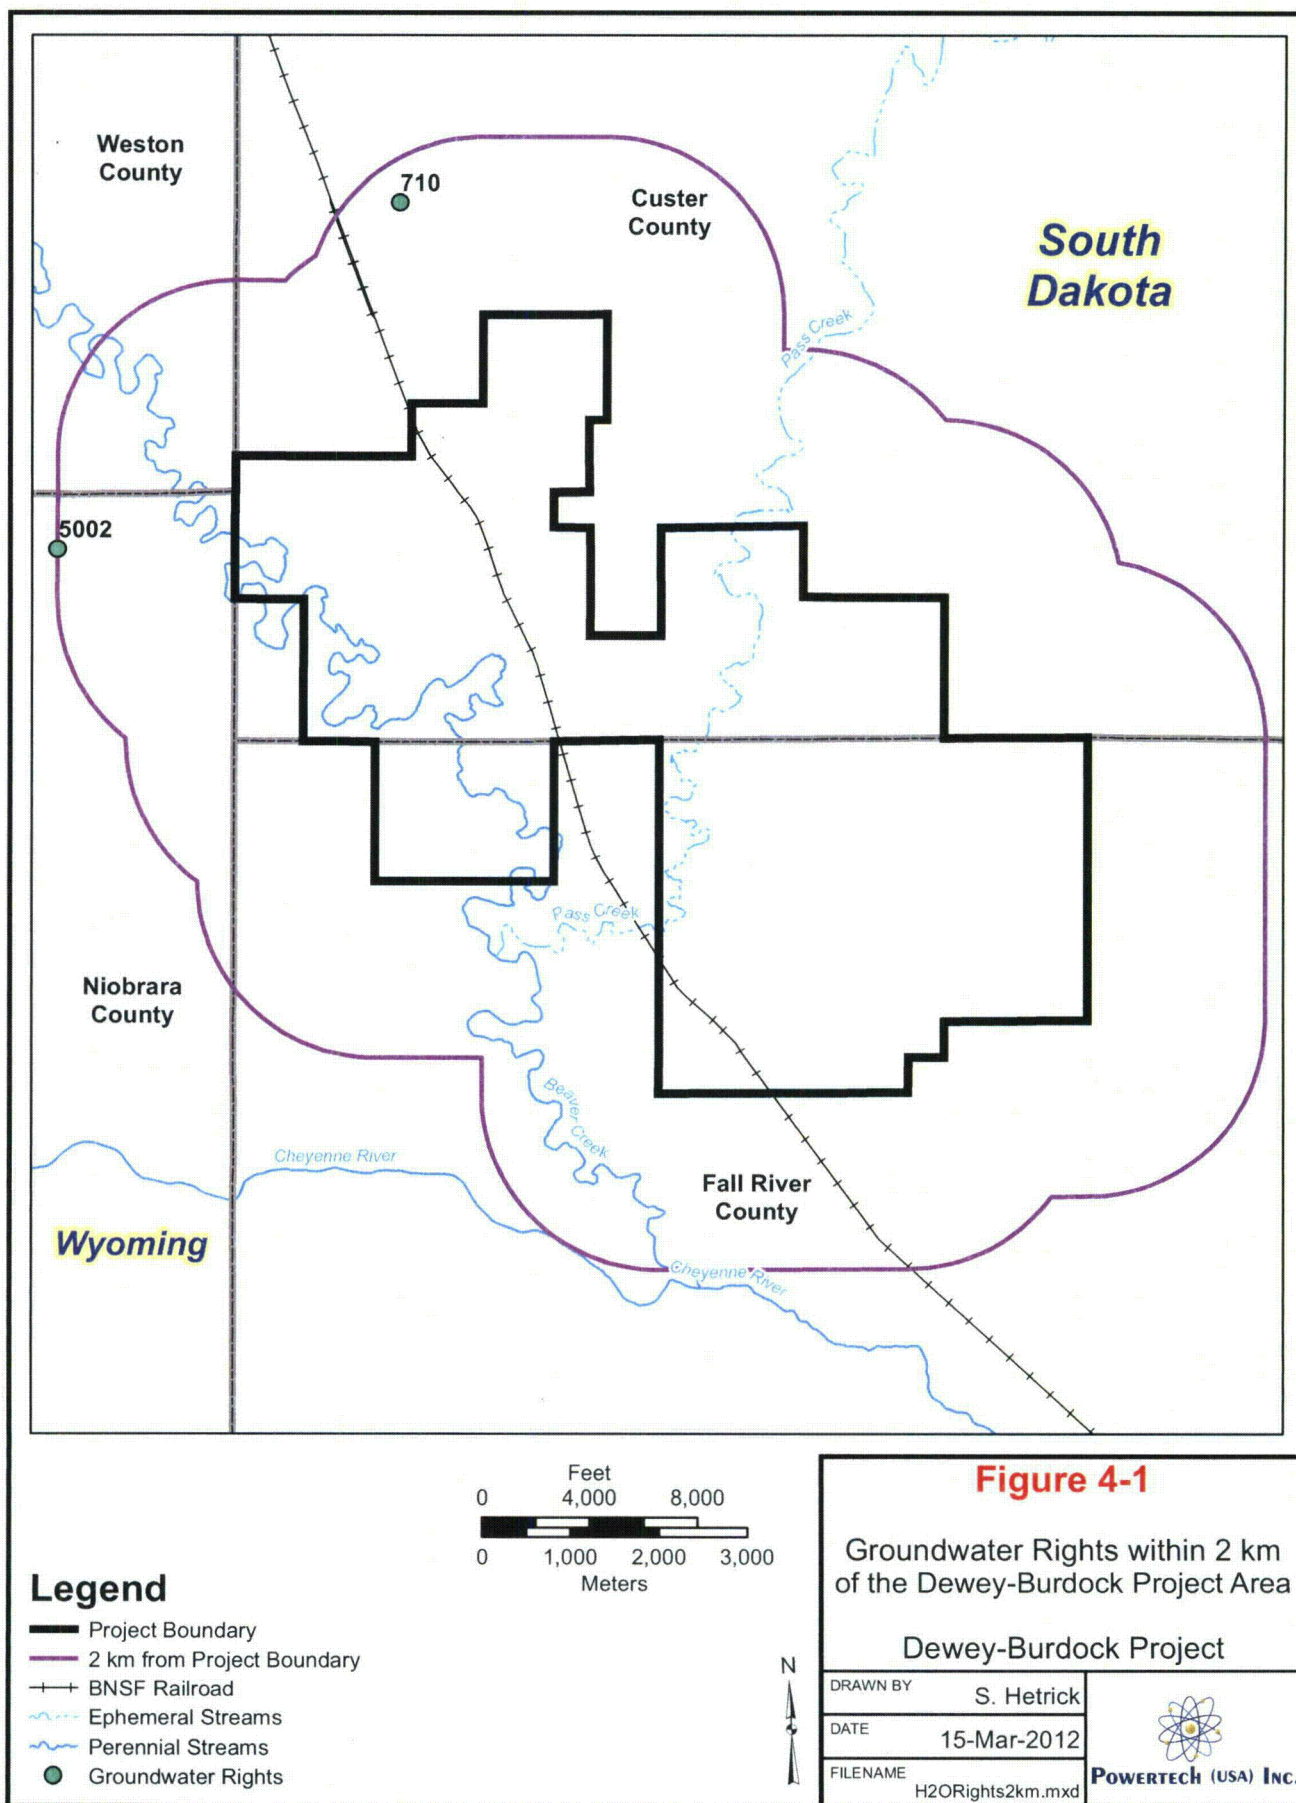 Weston
County
710
Custer
County
South
Dakota
Pass Creek
5002
Pass Creek
Niobrara
County
Beaver Creek
Cheyenne River
Fall River
County
Wyoming
Cheyenne River
Feet
0 4,000 8,000
0 1,000 2,000 3,000
Meters
Legend
Project Boundary
2 km from Project Boundary
BNSF Railroad
Ephemeral Streams
Perennial Streams
Groundwater Rights
N
Figure 4-1
Groundwater Rights within 2 km
of the Dewey-Burdock Project Area
Dewey-Burdock Project
DRAWN BY S. Hetrick
DATE 15-Mar-2012
FILENAME H2ORights2km.mxd
POWERTECH (USA) INC.